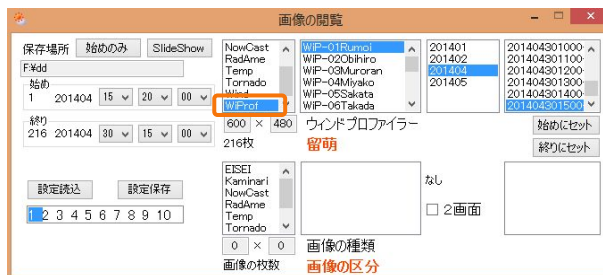 画像の閲覧
保存場所 始めのみ SlideShow
F:¥dd
始め
1 201404 15 20 00
終り
216 201404 30 15 00
設定読込 設定保存
1 2 3 4 5 6 7 8 9 10
NowCast
RadAme
Temp
Tornado
Wind
WiProf
600 × 480
216枚
WiP-01Rumoi
WiP-02Obihiro
WiP-03Muroran
WiP-04Miyako
WiP-05Sakata
WiP-06Takada
ウィンドプロファイラー
留萌
201401
201402
201404
201405
201404301000
201404301100
201404301200
201404301300
201404301400
201404301500
始めにセット
終りにセット
EISEI
Kaminari
NowCast
RadAme
Temp
Tornado
0 × 0
画像の枚数
画像の種類
画像の区分
なし
2画面